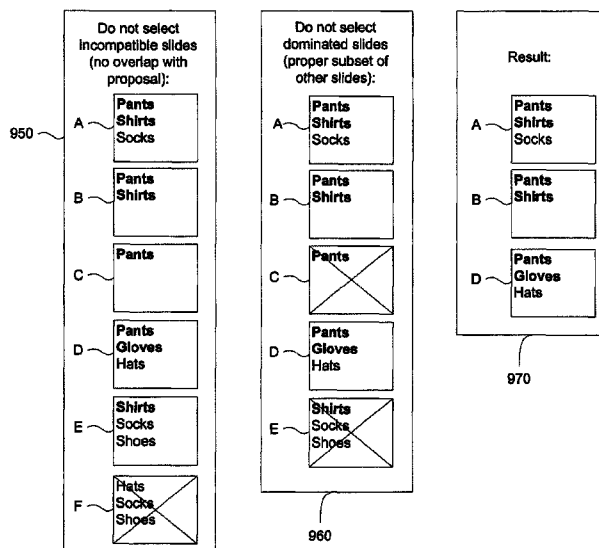 Do not select
incompatible slides
(no overlap with
proposal):
950
A
Pants
Shirts
Socks
B
Pants
Shirts
C
Pants
D
Pants
Gloves
Hats
E
Shirts
Socks
Shoes
F
Hats
Socks
Shoes
Do not select
dominated slides
(proper subset of
other slides):
A
Pants
Shirts
Socks
B
Pants
Shirts
C
Pants
D
Pants
Gloves
Hats
E
Shirts
Socks
Shoes
960
Result:
A
Pants
Shirts
Socks
B
Pants
Shirts
D
Pants
Gloves
Hats
970